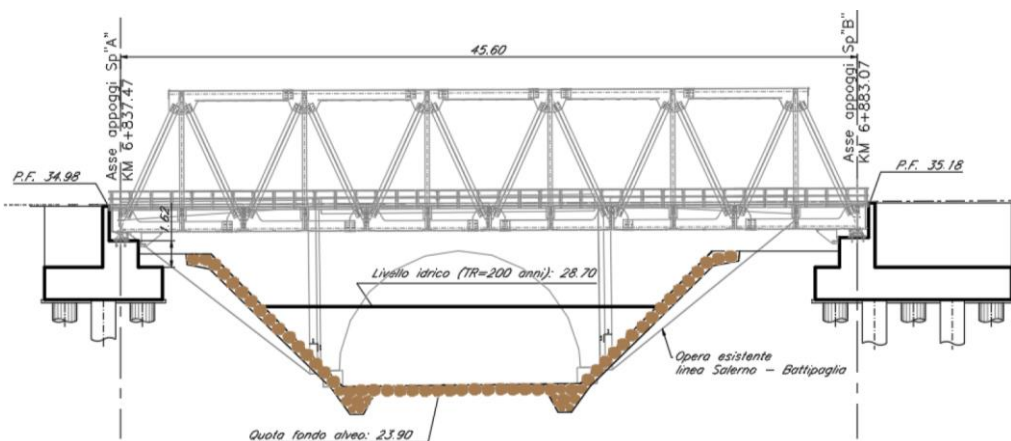 45.60
Asse appoggi Sp"A"
KM 6+837.47
Asse appoggi Sp"B"
KM 6+883.07
P.F. 34.98
P.F. 35.18
1.62
Livello idrico (TR=200 anni): 28.70
Opera esistente
linea Salerno - Battipaglia
Quota fondo alveo: 23.90